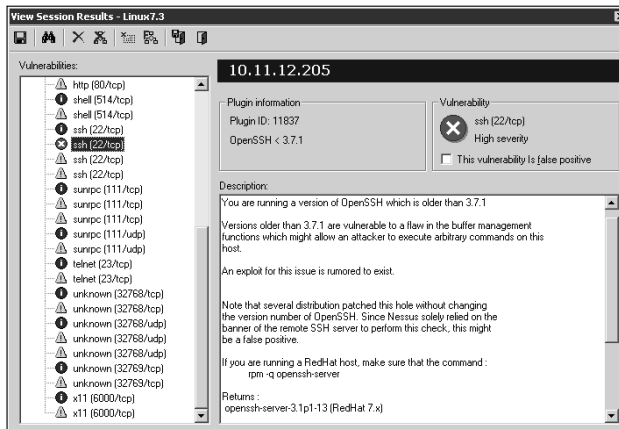 View Session Results - Linux7.3
Vulnerabilities:
http (80/tcp)
shell (514/tcp)
shell (514/tcp)
ssh (22/tcp)
ssh (22/tcp)
ssh (22/tcp)
ssh (22/tcp)
sunrpc (111/tcp)
sunrpc (111/tcp)
sunrpc (111/tcp)
sunrpc (111/udp)
sunrpc (111/udp)
telnet (23/tcp)
telnet (23/tcp)
unknown (32768/tcp)
unknown (32768/tcp)
unknown (32768/udp)
unknown (32768/udp)
unknown (32768/udp)
unknown (32769/tcp)
unknown (32769/tcp)
x11 (6000/tcp)
x11 (6000/tcp)
10.11.12.205
Plugin information
Plugin ID: 11837
OpenSSH < 3.7.1
Vulnerability
ssh (22/tcp)
High severity
This vulnerability Is false positive
Description:
You are running a version of OpenSSH which is older than 3.7.1
Versions older than 3.7.1 are vulnerable to a flaw in the buffer management
functions which might allow an attacker to execute arbitrary commands on this
host.
An exploit for this issue is rumored to exist.
Note that several distribution patched this hole without changing
the version number of OpenSSH. Since Nessus solely relied on the
banner of the remote SSH server to perform this check, this might
be a false positive.
If you are running a RedHat host, make sure that the command :
rpm -q openssh-server
Returns :
openssh-server-3.1p1-13 (RedHat 7.x)